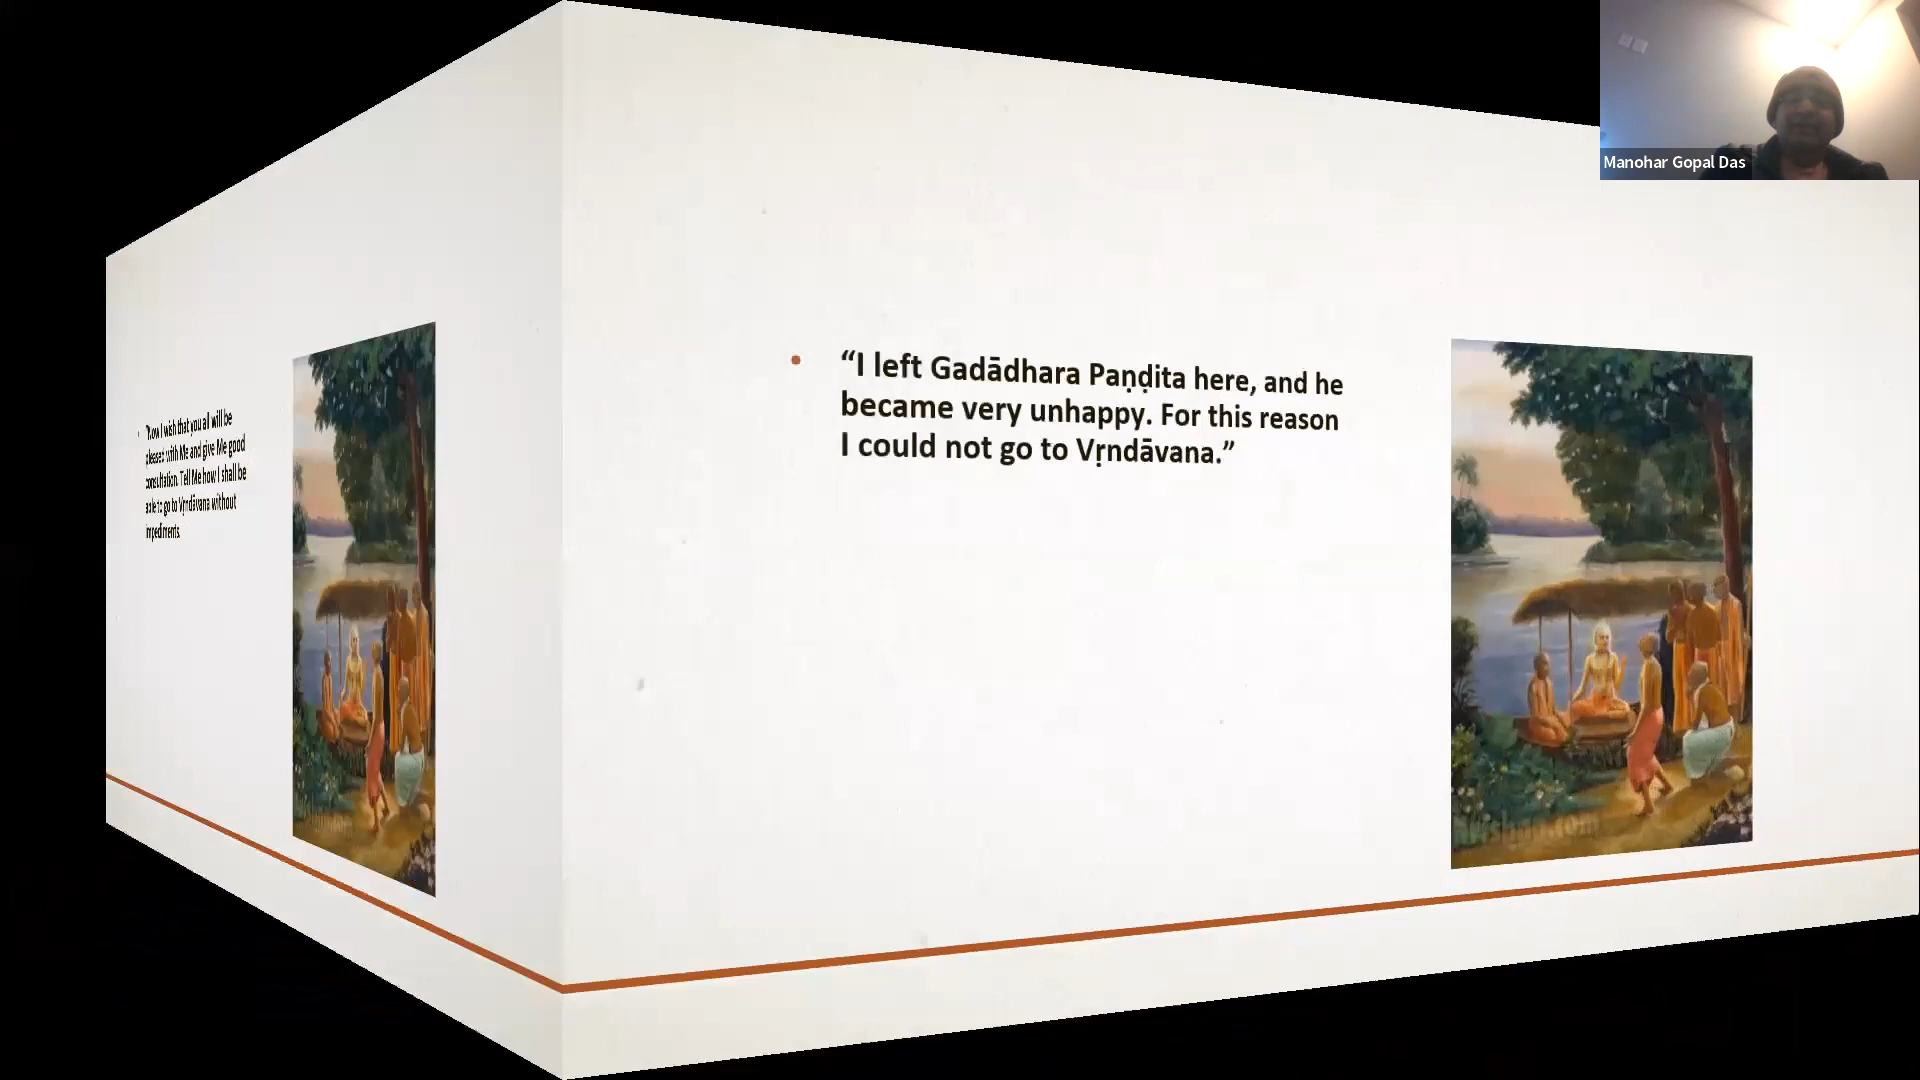 Manohar Gopal Das
"Now I wish that you all will be
pleased with Me and give Me good
consultation. Tell Me how I shall be
able to go to Vṛndāvana without
impediments.
• “I left Gadādhara Paṇḍita here, and he
became very unhappy. For this reason
I could not go to Vṛndāvana.”